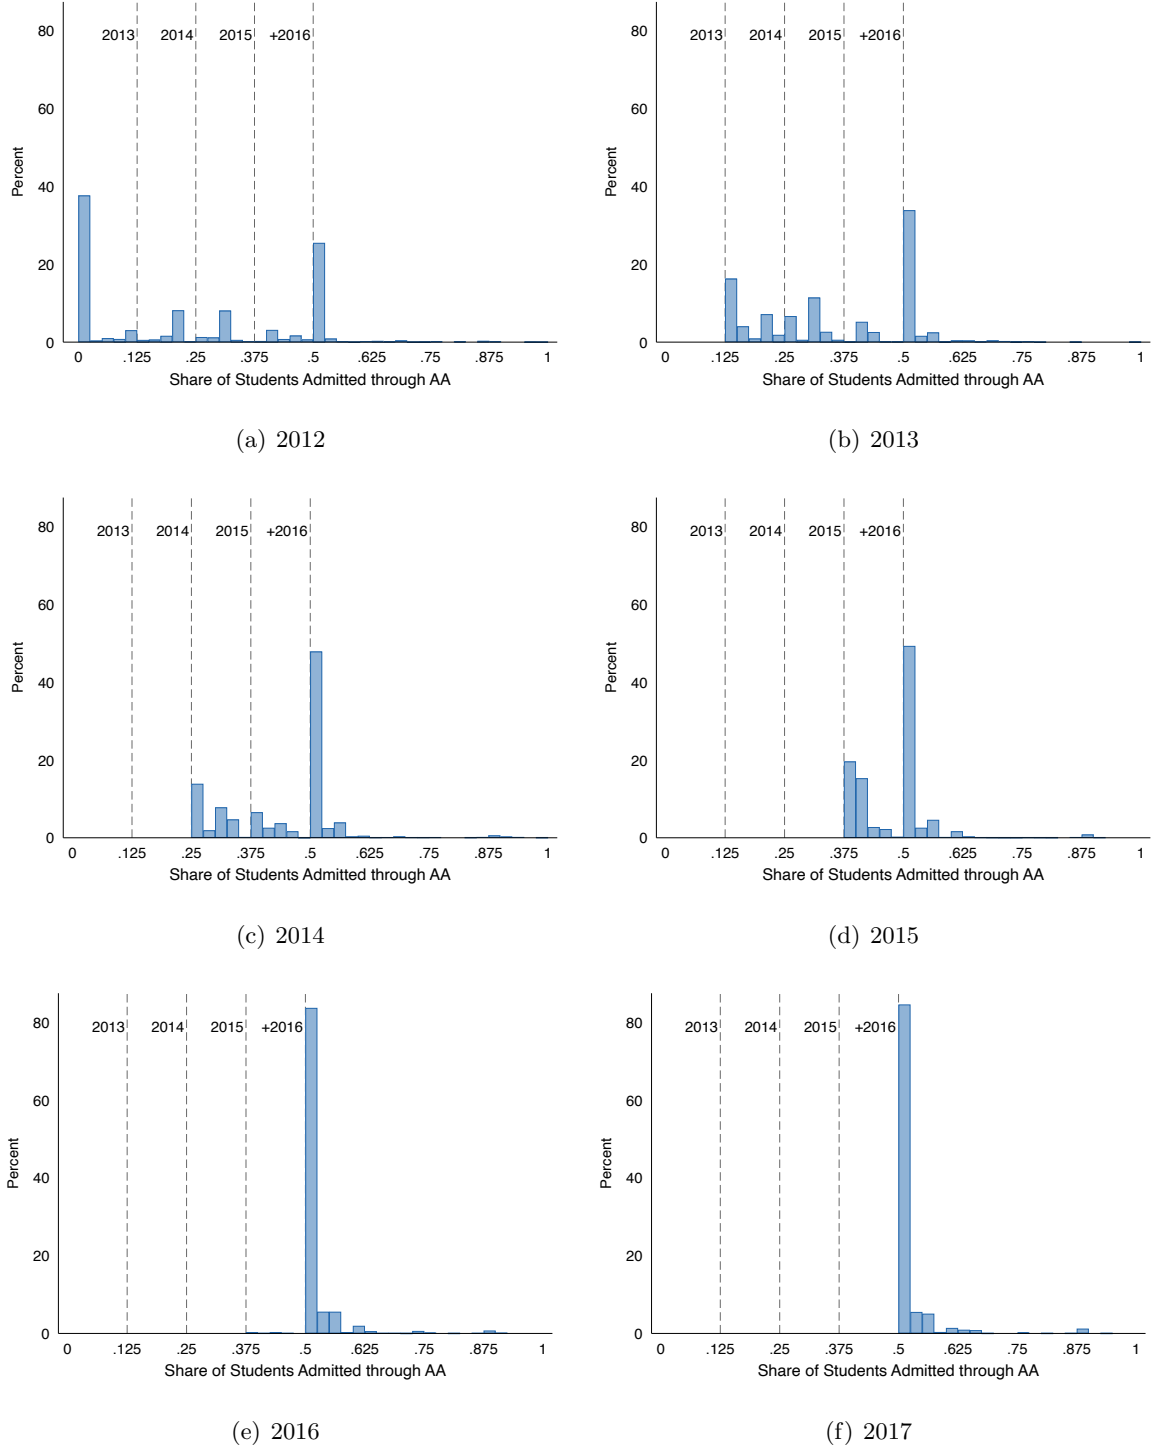 80
60
40
20
0
Percent
2013 2014 2015 +2016
0 .125 .25 .375 .5 .625 .75 .875 1
Share of Students Admitted through AA
(a) 2012
80
60
40
20
0
Percent
2013 2014 2015 +2016
0 .125 .25 .375 .5 .625 .75 .875 1
Share of Students Admitted through AA
(b) 2013
80
60
40
20
0
Percent
2013 2014 2015 +2016
0 .125 .25 .375 .5 .625 .75 .875 1
Share of Students Admitted through AA
(c) 2014
80
60
40
20
0
Percent
2013 2014 2015 +2016
0 .125 .25 .375 .5 .625 .75 .875 1
Share of Students Admitted through AA
(d) 2015
80
60
40
20
0
Percent
2013 2014 2015 +2016
0 .125 .25 .375 .5 .625 .75 .875 1
Share of Students Admitted through AA
(e) 2016
80
60
40
20
0
Percent
2013 2014 2015 +2016
0 .125 .25 .375 .5 .625 .75 .875 1
Share of Students Admitted through AA
(f) 2017